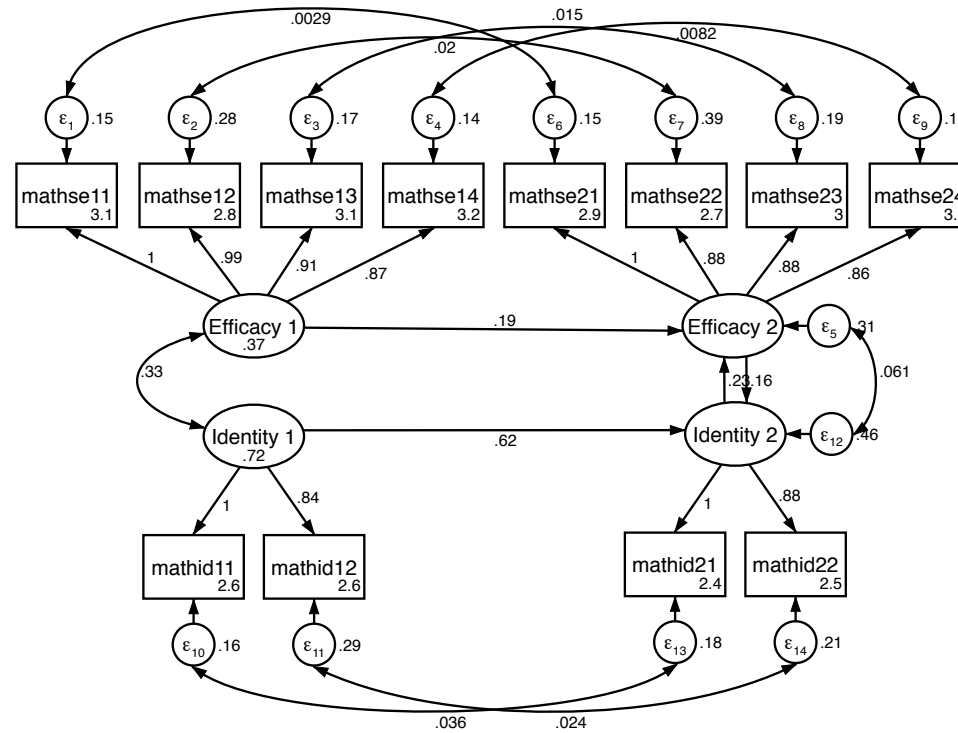 .0029
.015
.02
.0082
ε1 .15
ε2 .28
ε3 .17
ε4 .14
ε6 .15
ε7 .39
ε8 .19
ε9
mathse11
3.1
mathse12
2.8
mathse13
3.1
mathse14
3.2
mathse21
2.9
mathse22
2.7
mathse23
3
1
.99
.91
.87
1
.88
.88
.86
Efficacy 1
.37
.19
Efficacy 2
ε5 .31
.33
.23 .16
.061
Identity 1
.72
.62
Identity 2
ε12 .46
1
.84
1
.88
mathid11
2.6
mathid12
2.6
mathid21
2.4
mathid22
2.5
ε10 .16
ε11 .29
ε13 .18
ε14 .21
.036
.024